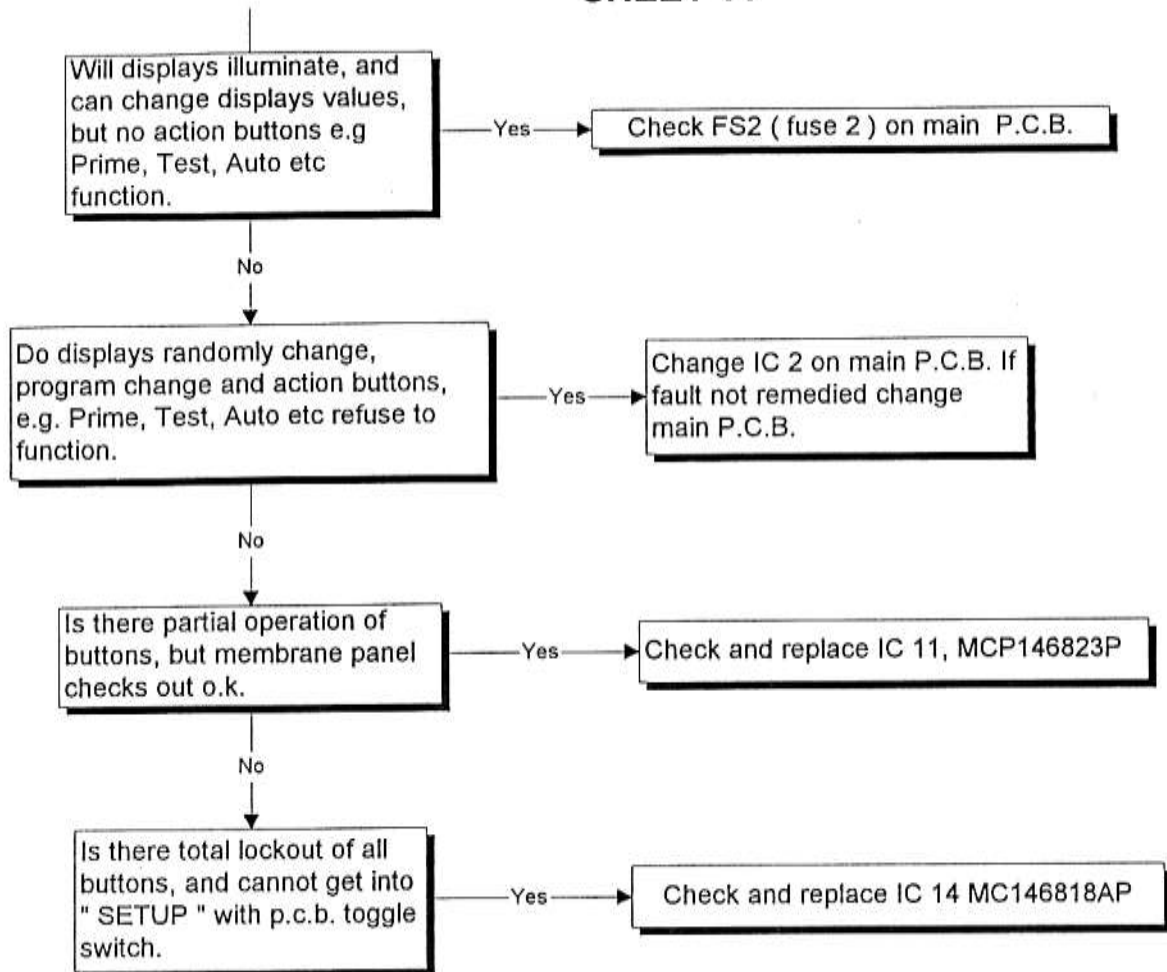 Will displays illuminate, and
can change displays values,
but no action buttons e.g
Prime, Test, Auto etc
function.
Yes
Check FS2 ( fuse 2 ) on main P.C.B.
No
Do displays randomly change,
program change and action buttons,
e.g. Prime, Test, Auto etc refuse to
function.
Yes
Change IC 2 on main P.C.B. If
fault not remedied change
main P.C.B.
No
Is there partial operation of
buttons, but membrane panel
checks out o.k.
Yes
Check and replace IC 11, MCP146823P
No
Is there total lockout of all
buttons, and cannot get into
" SETUP " with p.c.b. toggle
switch.
Yes
Check and replace IC 14 MC146818AP